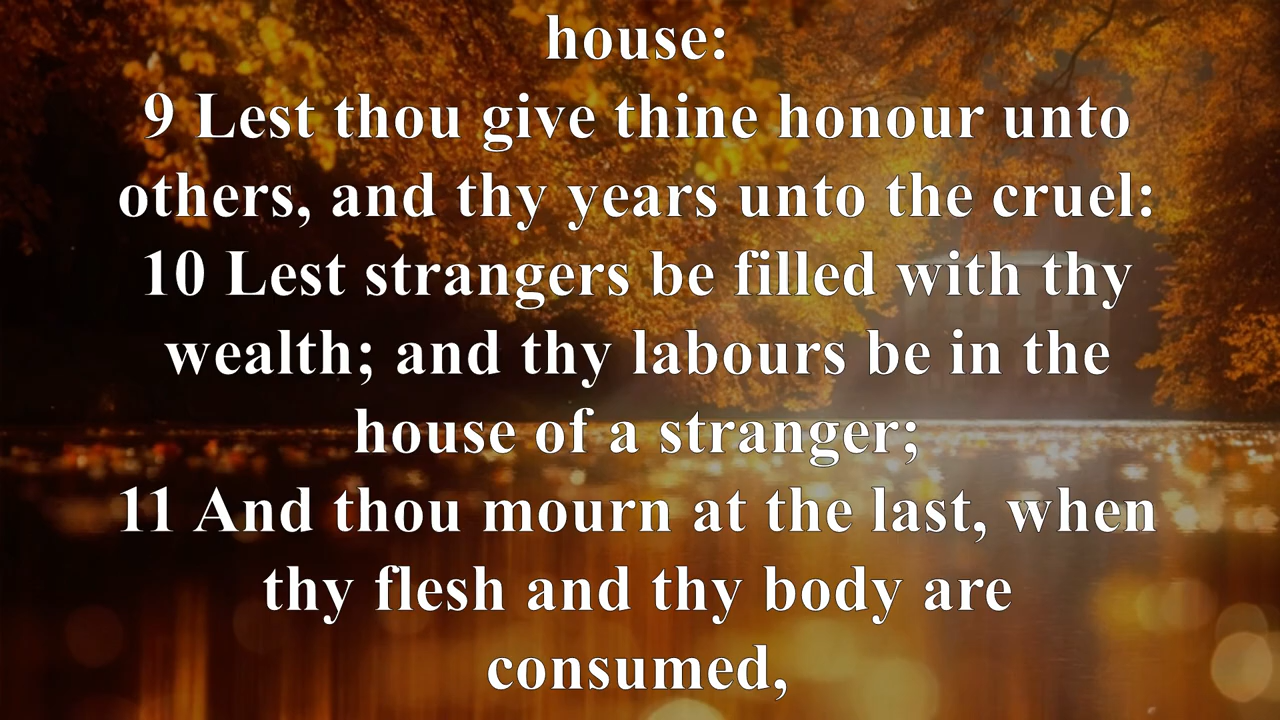 house:
9 Lest thou give thine honour unto
others, and thy years unto the cruel:
10 Lest strangers be filled with thy
wealth; and thy labours be in the
house of a stranger;
11 And thou mourn at the last, when
thy flesh and thy body are
consumed,